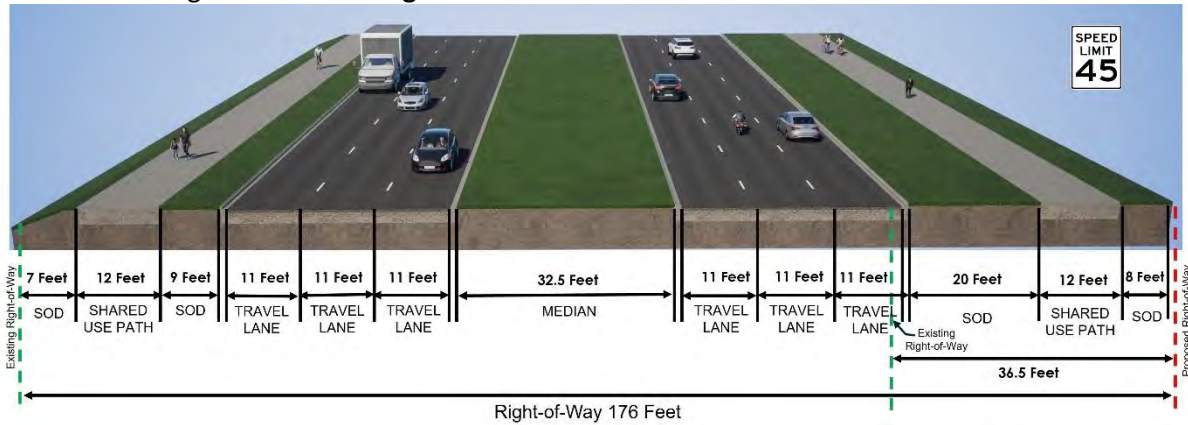 SPEED
LIMIT
45
7 Feet
12 Feet
9 Feet
11 Feet
11 Feet
11 Feet
32.5 Feet
11 Feet
11 Feet
11 Feet
20 Feet
12 Feet
8 Feet
SOD
SHARED
USE PATH
SOD
TRAVEL
LANE
TRAVEL
LANE
TRAVEL
LANE
MEDIAN
TRAVEL
LANE
TRAVEL
LANE
TRAVEL
LANE
SOD
SHARED
USE PATH
SOD
Existing Right-of-Way
Existing
Right-of-Way
Proposed Right-of-Way
36.5 Feet
Right-of-Way 176 Feet